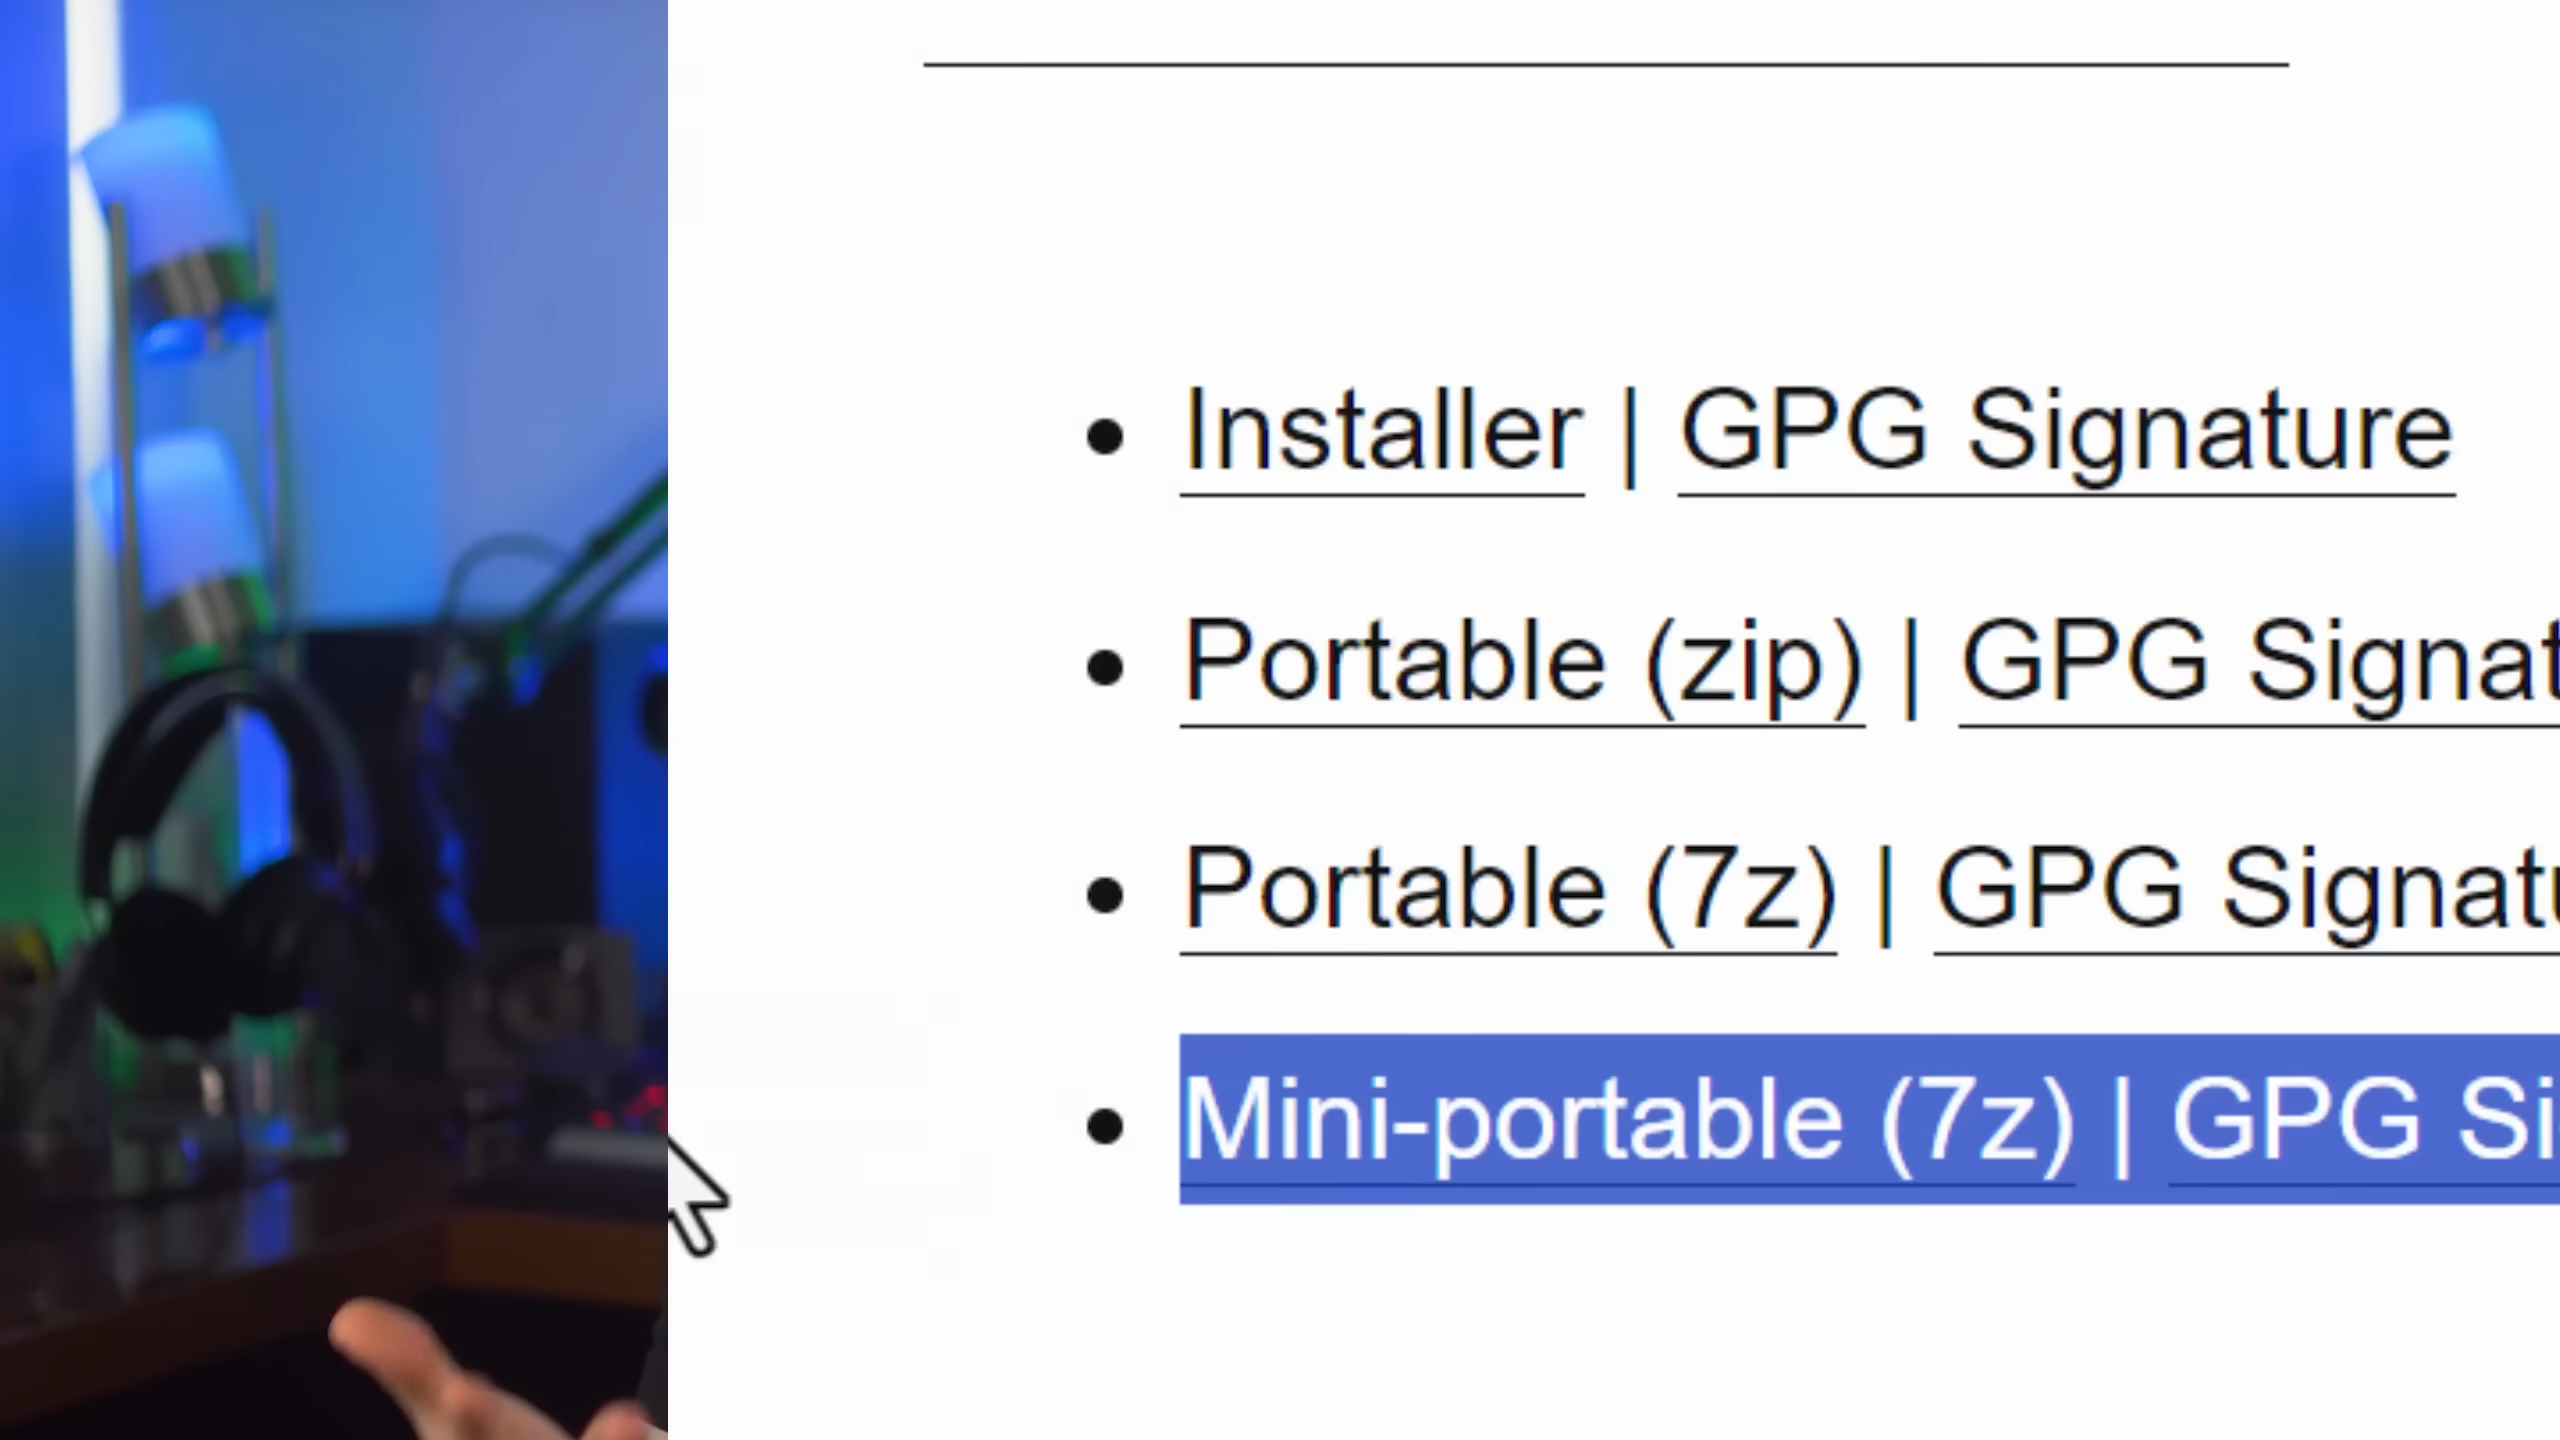 Installer | GPG Signature
Portable (zip) | GPG Signat
Portable (7z) | GPG Signatu
Mini-portable (7z) | GPG Si